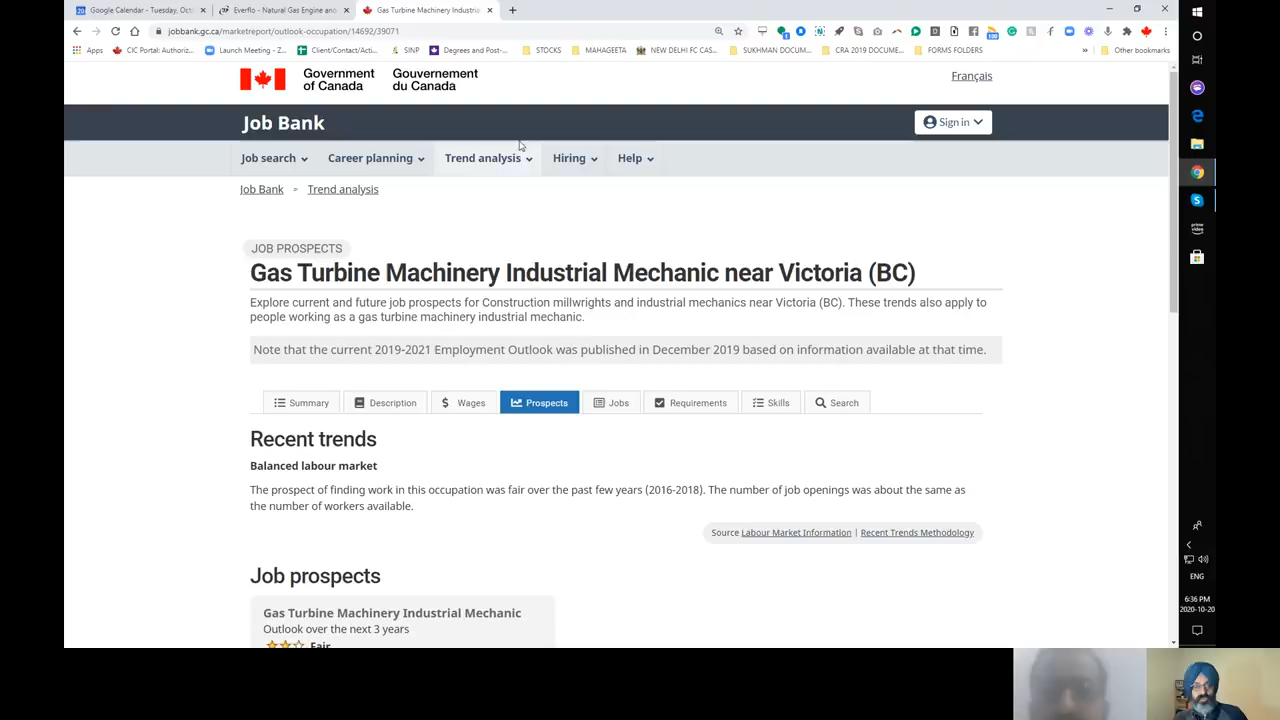 Google Calendar - Tuesday, Octo
Everflo - Natural Gas Engine and
Gas Turbine Machinery Industria
jobbank.gc.ca/marketreport/outlook-occupation/14692/39071
Apps
CIC Portal: Authoriz...
Launch Meeting - Z...
Client/Contact/Acti...
SINP
Degrees and Post-...
STOCKS
MAHAGEETA
NEW DELHI FC CAS...
SUKHMAN DOCUM...
CRA 2019 DOCUME...
FORMS FOLDERS
»
Other bookmarks
Government of Canada
Gouvernement du Canada
Français
Job Bank
Sign in
Job search
Career planning
Trend analysis
Hiring
Help
Job Bank > Trend analysis
JOB PROSPECTS
Gas Turbine Machinery Industrial Mechanic near Victoria (BC)
Explore current and future job prospects for Construction millwrights and industrial mechanics near Victoria (BC). These trends also apply to
people working as a gas turbine machinery industrial mechanic.
Note that the current 2019-2021 Employment Outlook was published in December 2019 based on information available at that time.
Summary
Description
$ Wages
Prospects
Jobs
Requirements
Skills
Search
Recent trends
Balanced labour market
The prospect of finding work in this occupation was fair over the past few years (2016-2018). The number of job openings was about the same as
the number of workers available.
Source Labour Market Information | Recent Trends Methodology
Job prospects
Gas Turbine Machinery Industrial Mechanic
Outlook over the next 3 years
Fair
prime video
ENG
6:36 PM
2020-10-20